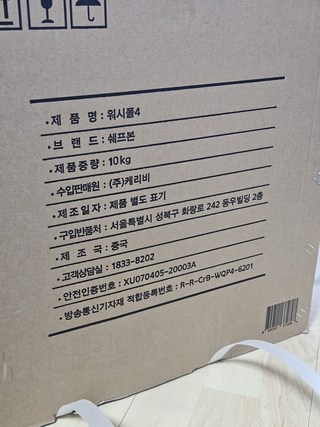 • 제 품 명 : 워시폴4
• 브 랜 드 : 쉐프본
• 제품중량 : 10kg
• 수입판매원 : (주)케리비
• 제조일자 : 제품 별도 표기
• 구입반품처 : 서울특별시 성북구 화랑로 242 동우빌딩 2층
• 제 조 국 : 중국
• 고객상담실 : 1833-8202
• 안전인증번호 : XU070405-20003A
• 방송통신기자재 적합등록번호 : R-R-CrB-WQP4-6201